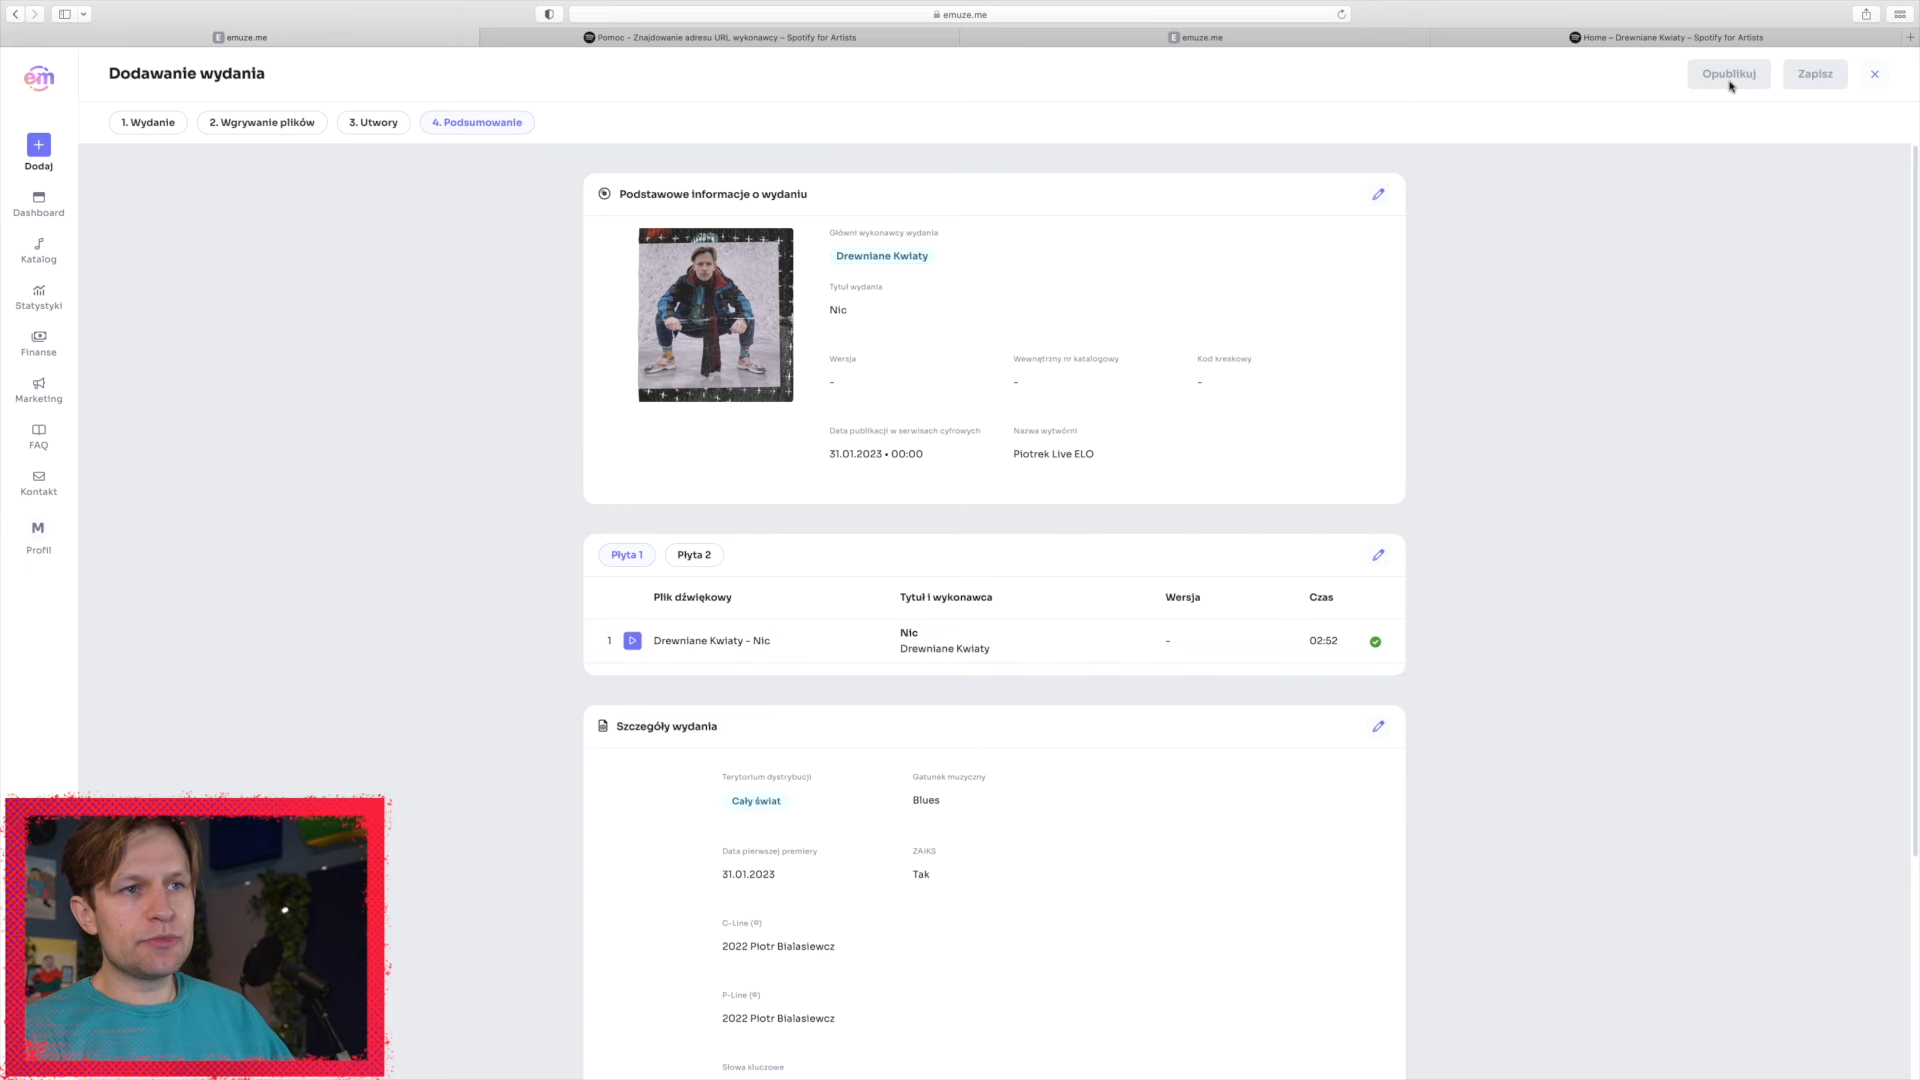 emuze.me
emuze.me
Pomoc - Znajdowanie adresu URL wykonawcy – Spotify for Artists
emuze.me
Home – Drewniane Kwiaty – Spotify for Artists
em
Dodawanie wydania
Opublikuj
Zapisz
1. Wydanie
2. Wgrywanie plików
3. Utwory
4. Podsumowanie
Dodaj
Dashboard
Katalog
Statystyki
Finanse
Marketing
FAQ
Kontakt
M
Profil
Podstawowe informacje o wydaniu
Główni wykonawcy wydania
Drewniane Kwiaty
Tytuł wydania
Nic
Wersja
Wewnętrzny nr katalogowy
Kod kreskowy
-
-
-
Data publikacji w serwisach cyfrowych
Nazwa wytwórni
31.01.2023 • 00:00
Piotrek Live ELO
Płyta 1
Płyta 2
Plik dźwiękowy
Tytuł i wykonawca
Wersja
Czas
1
Drewniane Kwiaty - Nic
Nic
Drewniane Kwiaty
-
02:52
Szczegóły wydania
Terytorium dystrybucji
Gatunek muzyczny
Cały świat
Blues
Data pierwszej premiery
ZAiKS
31.01.2023
Tak
C-Line (©)
2022 Piotr Bialasiewcz
P-Line (℗)
2022 Piotr Bialasiewcz
Słowa kluczowe